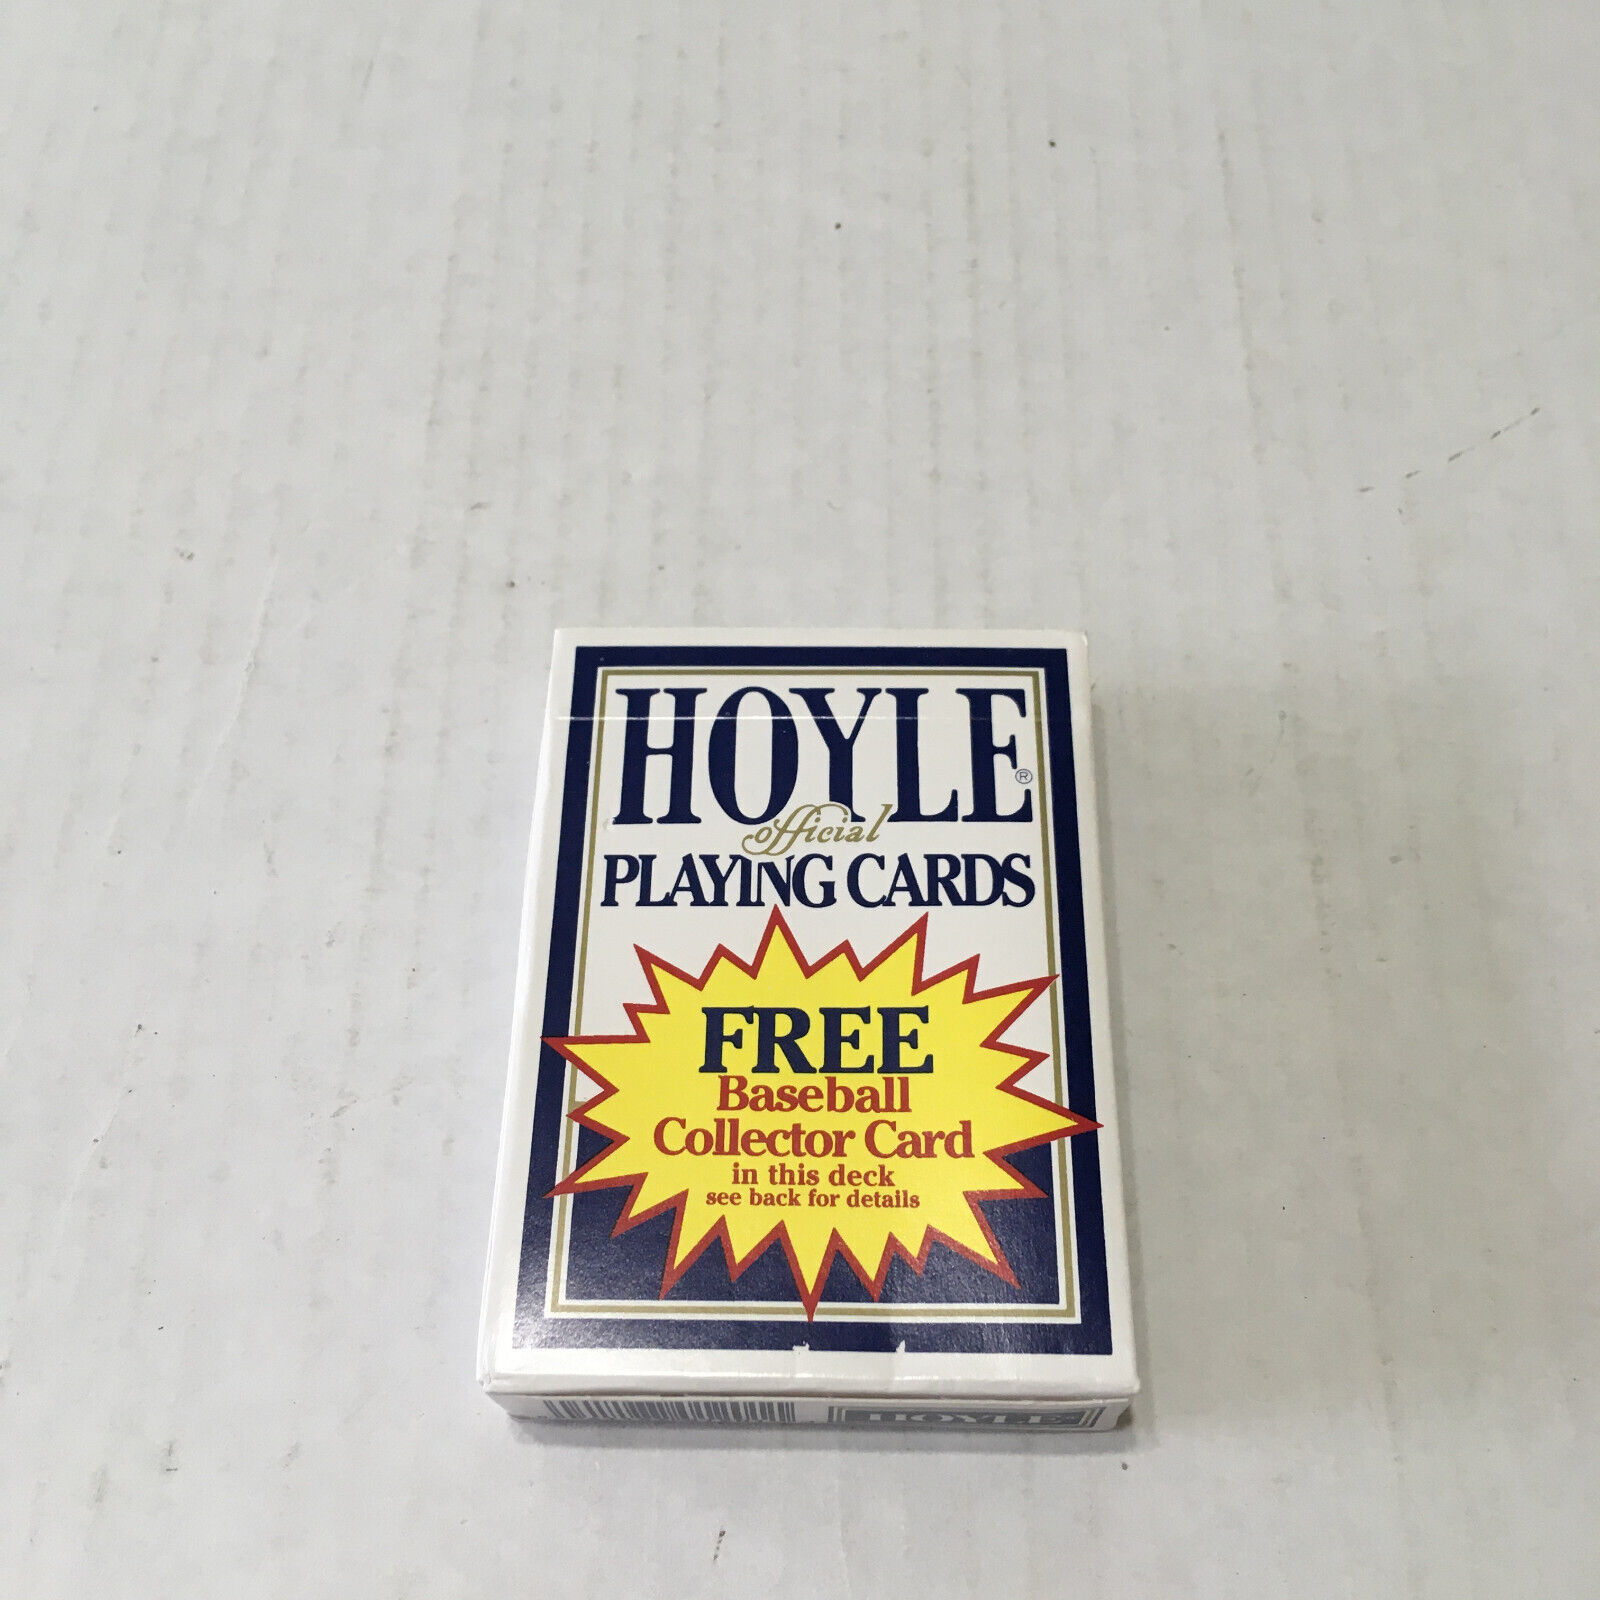 HOYLE®
official
PLAYING CARDS
FREE
Baseball
Collector Card
in this deck
see back for details
HOYLE